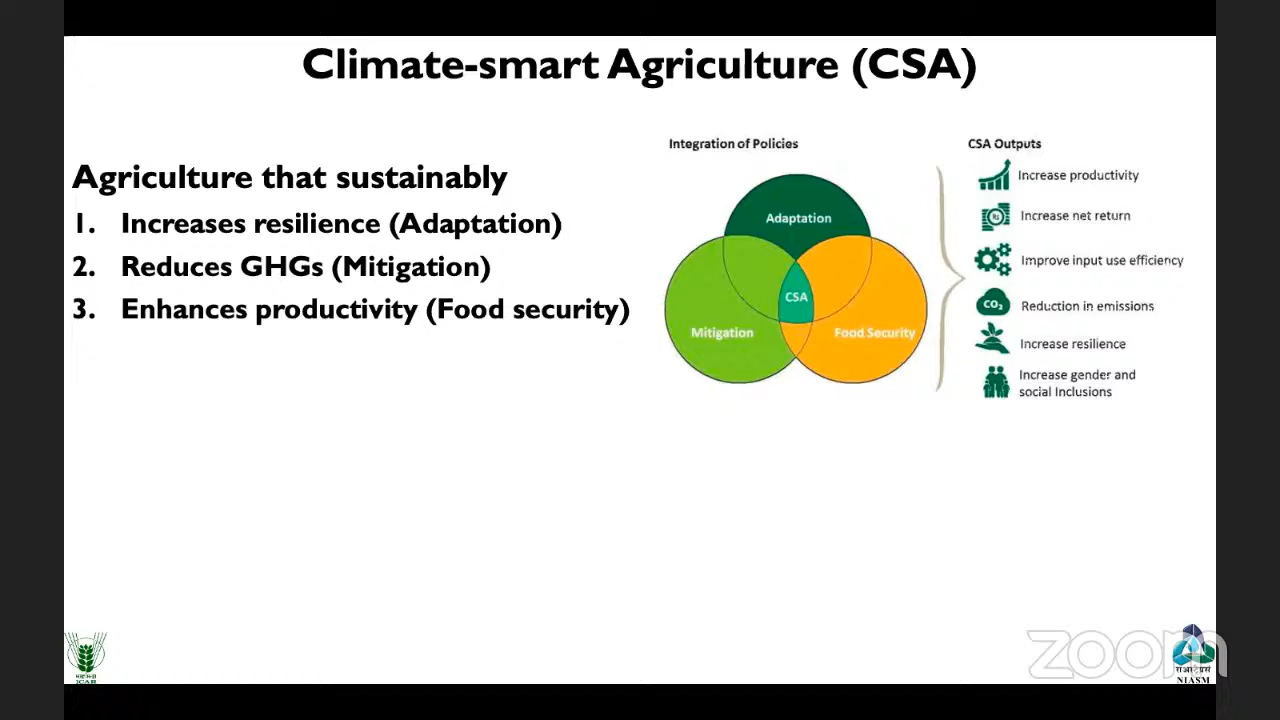 Climate-smart Agriculture (CSA)
Agriculture that sustainably
1. Increases resilience (Adaptation)
2. Reduces GHGs (Mitigation)
3. Enhances productivity (Food security)
Integration of Policies
Adaptation
CSA
Mitigation
Food Security
CSA Outputs
Increase productivity
Increase net return
Improve input use efficiency
CO₂
Reduction in emissions
Increase resilience
Increase gender and
social Inclusions
ICAR
zoom
NIASM